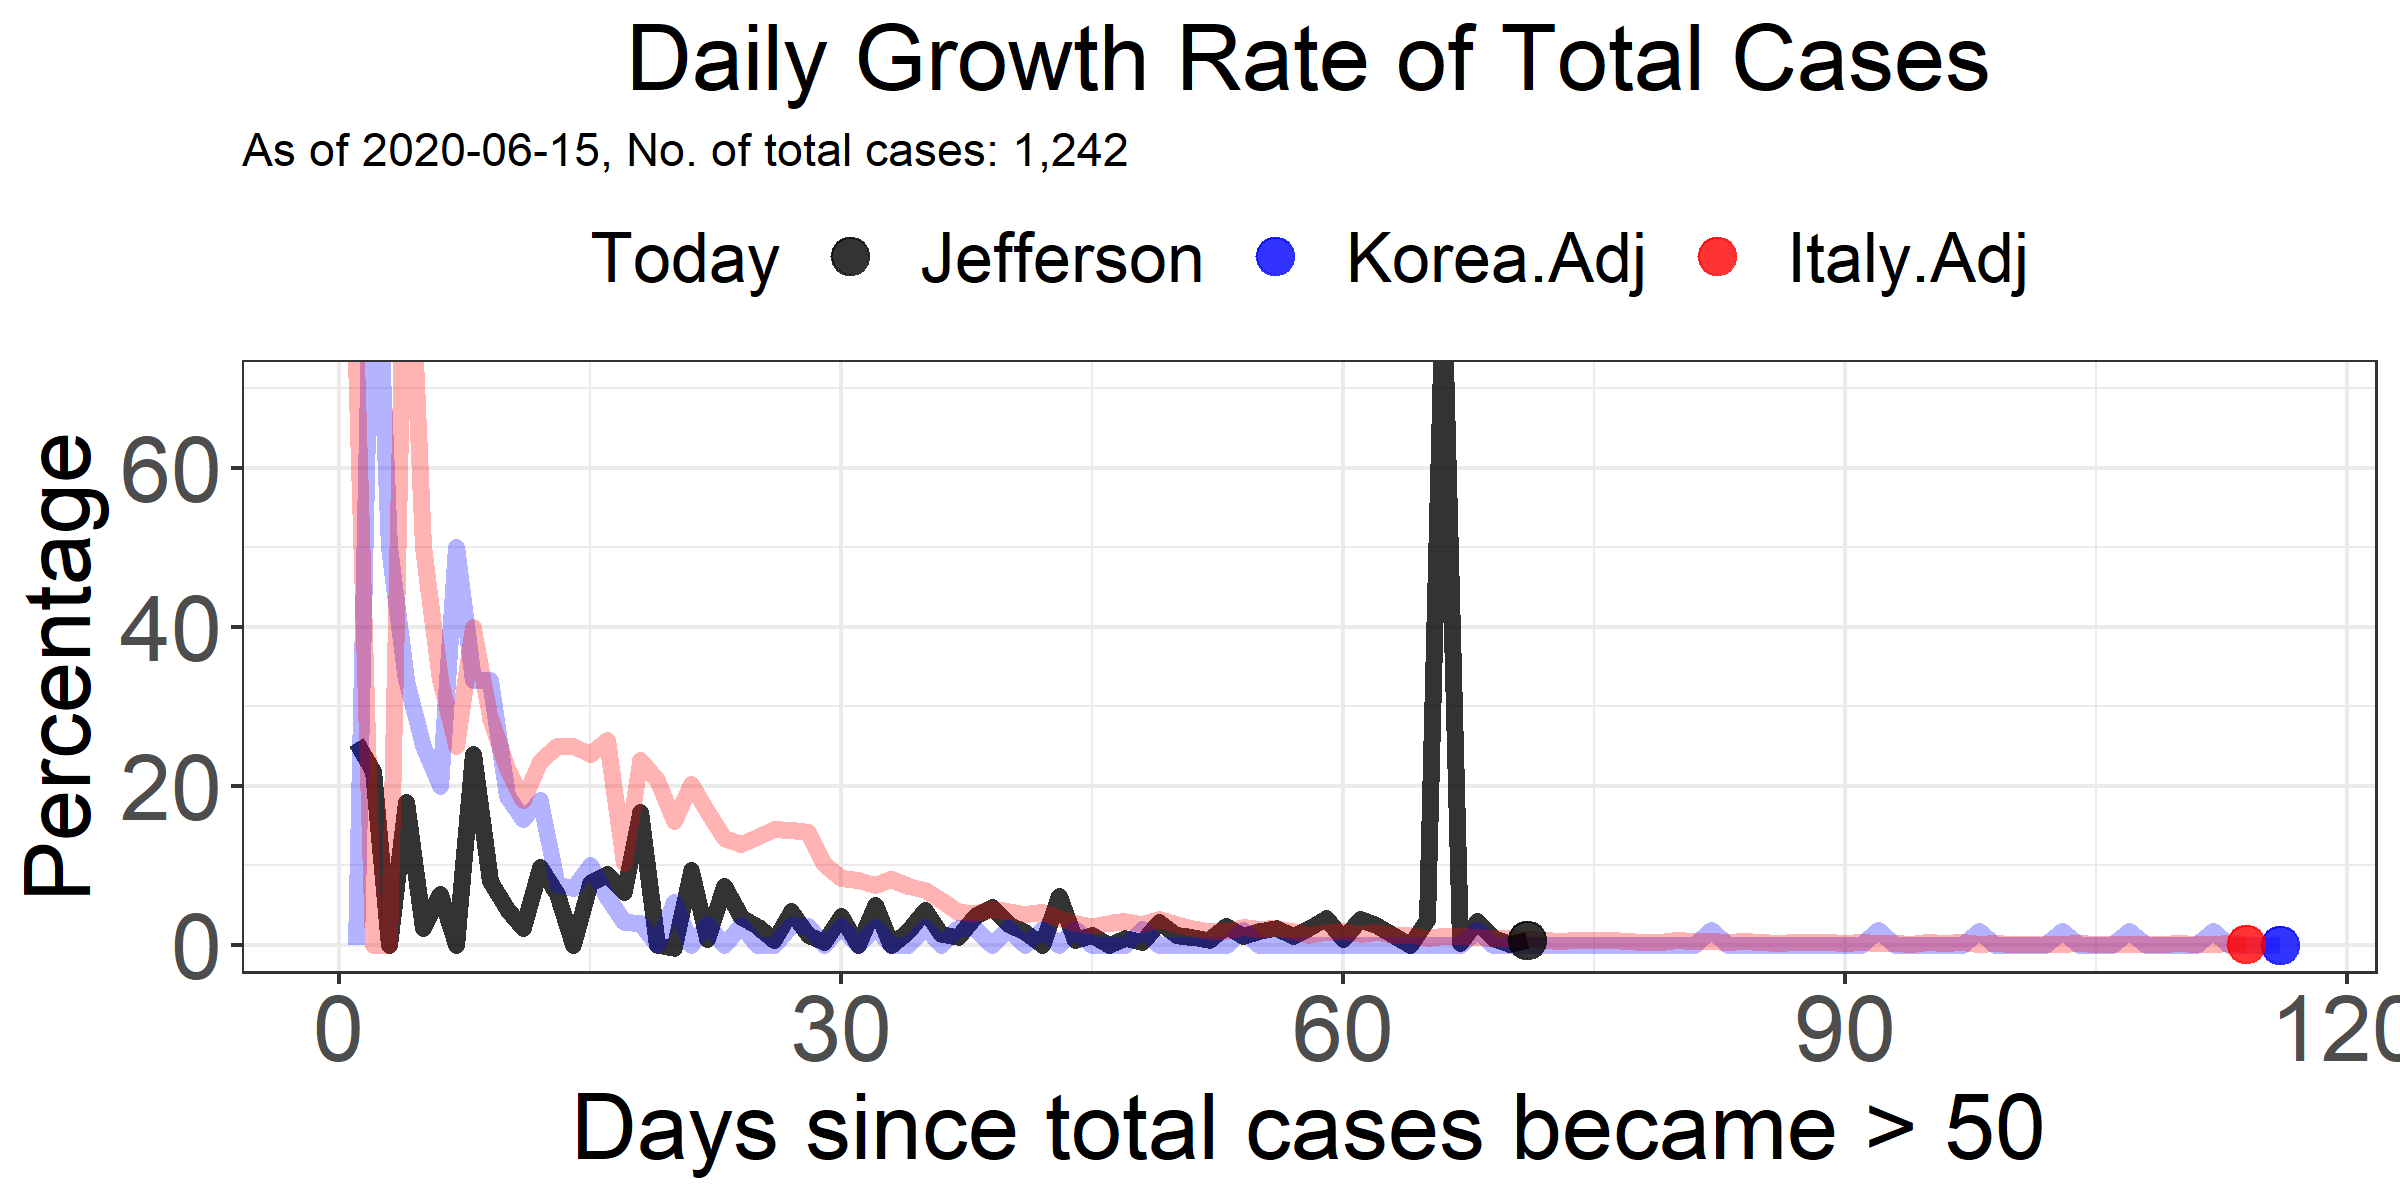 Daily Growth Rate of Total Cases
As of 2020-06-15, No. of total cases: 1,242
Today Jefferson Korea.Adj Italy.Adj
Percentage
60
40
20
0
0 30 60 90 120
Days since total cases became > 50